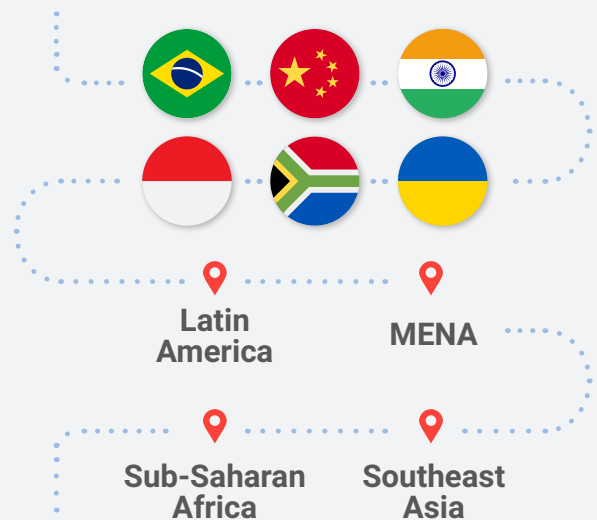 Latin
America
MENA
Sub-Saharan
Africa
Southeast
Asia